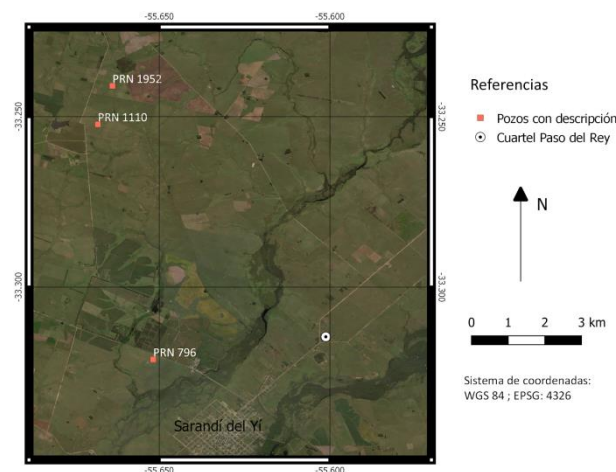 -55.650
-55.600
PRN 1952
PRN 1110
-33.250
-33.250
-33.300
-33.300
PRN 796
Sarandí del Yí
-55.650
-55.600
Referencias
Pozos con descripción
Cuartel Paso del Rey
N
0 1 2 3 km
Sistema de coordenadas:
WGS 84 ; EPSG: 4326